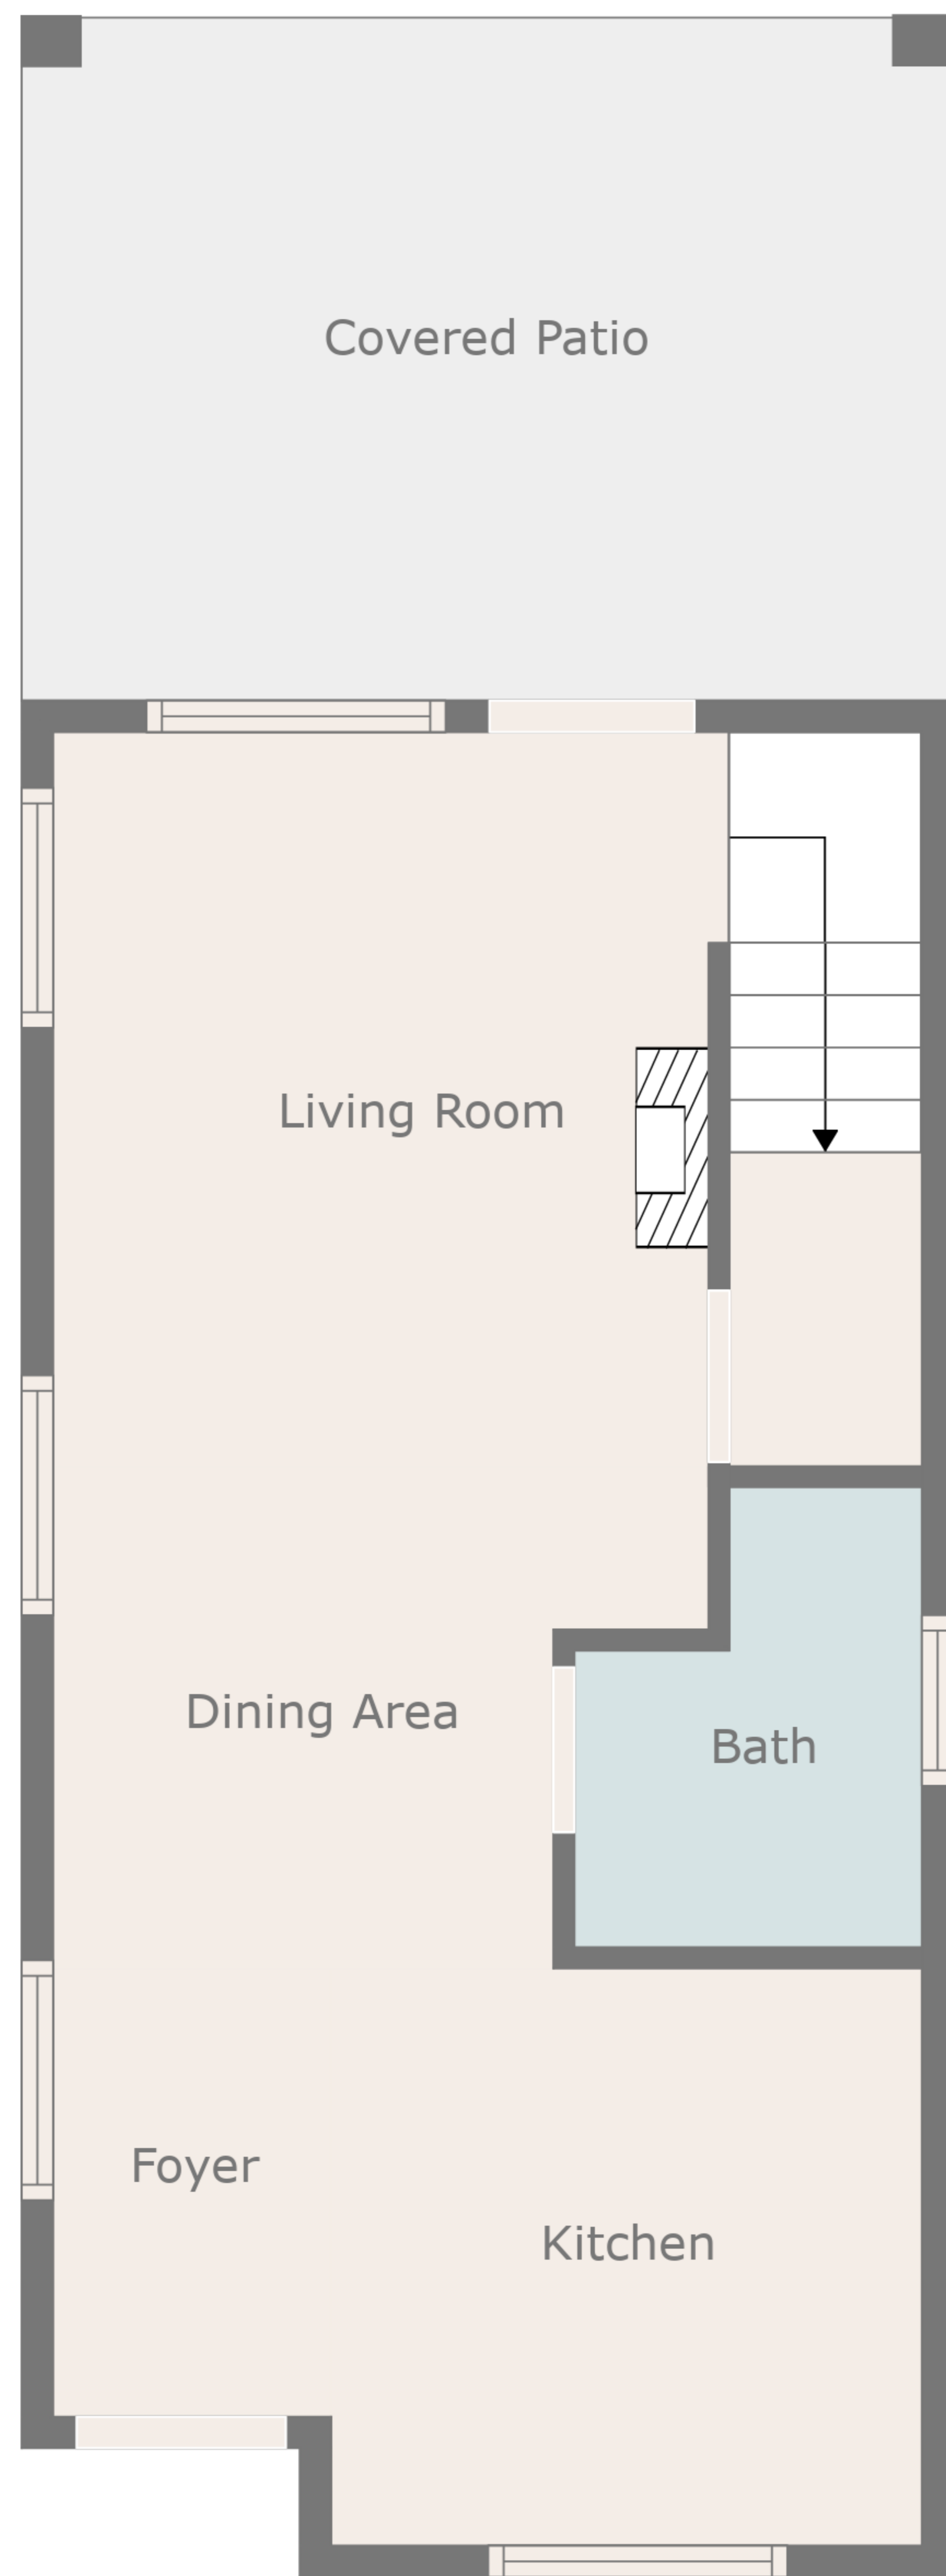 Covered Patio
Living Room
Dining Area
Bath
Foyer
Kitchen